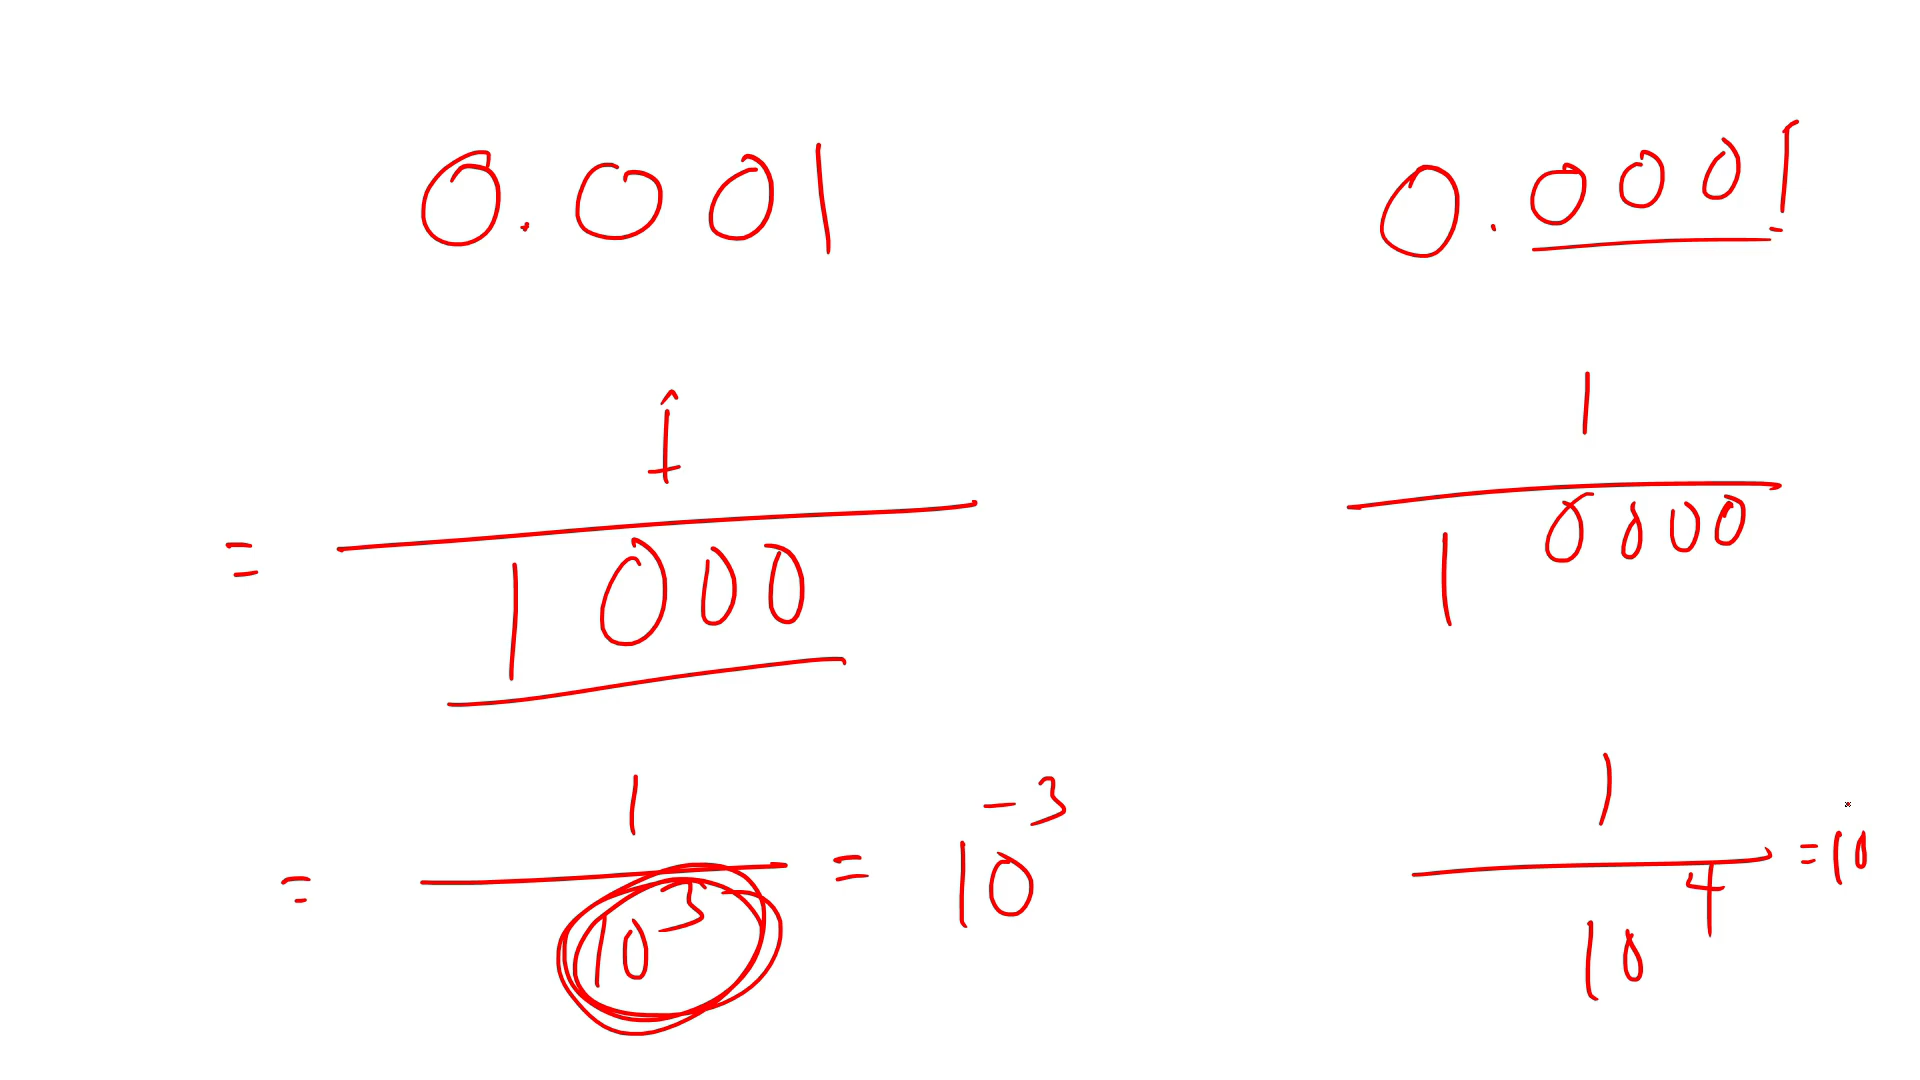 0.001
= 1/1000
= 1/10^3 = 10^-3
0.0001
1/10000
1/10^4 = 10